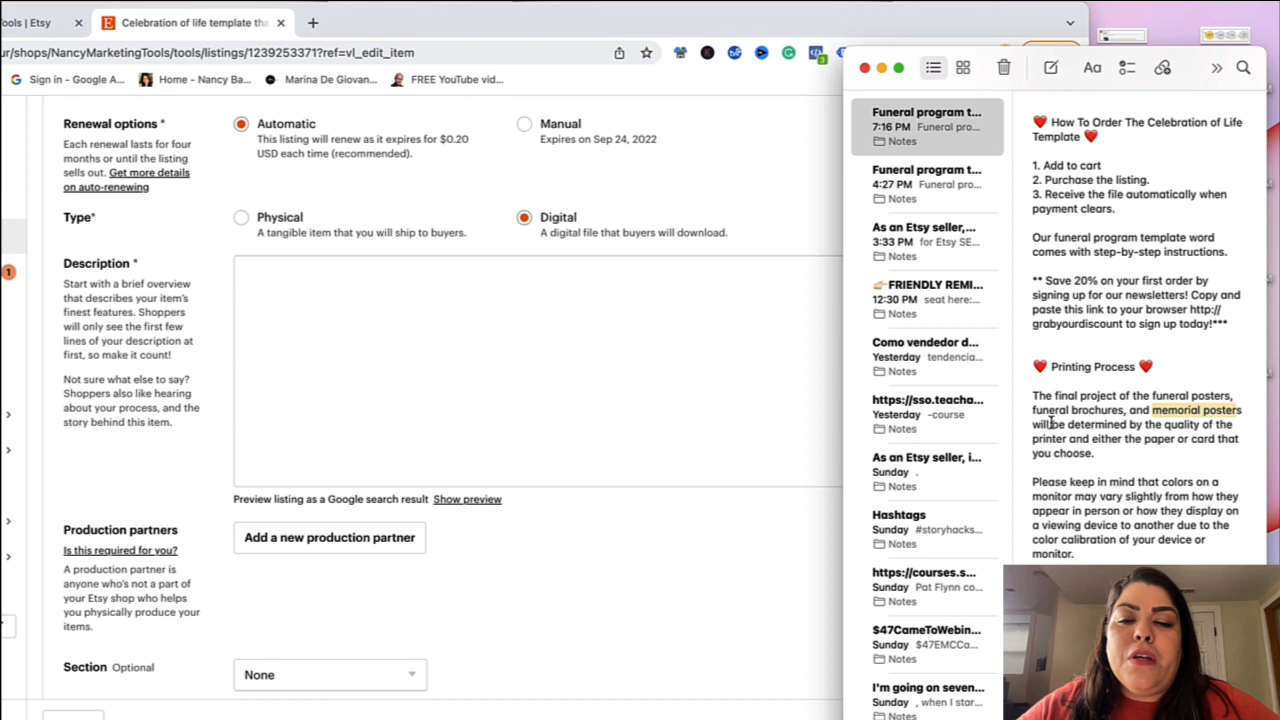 ools | Etsy
Celebration of life template tha
ur/shops/NancyMarketingTools/tools/listings/1239253371?ref=vl_edit_item
Sign in - Google A...
Home - Nancy Ba...
Marina De Giovan...
FREE YouTube vid...
Renewal options *
Each renewal lasts for four
months or until the listing
sells out. Get more details
on auto-renewing
Automatic
This listing will renew as it expires for $0.20
USD each time (recommended).
Manual
Expires on Sep 24, 2022
Type*
Physical
A tangible item that you will ship to buyers.
Digital
A digital file that buyers will download.
1
Description *
Start with a brief overview
that describes your item's
finest features. Shoppers
will only see the first few
lines of your description at
first, so make it count!
Not sure what else to say?
Shoppers also like hearing
about your process, and the
story behind this item.
Preview listing as a Google search result Show preview
Production partners
Is this required for you?
A production partner is
anyone who's not a part of
your Etsy shop who helps
you physically produce your
items.
Add a new production partner
Section Optional
None
3
Aa
Funeral program t...
7:16 PM Funeral pro...
Notes
Funeral program t...
4:27 PM Funeral pro...
Notes
As an Etsy seller,...
3:33 PM for Etsy SE...
Notes
👉🏻FRIENDLY REMI...
12:30 PM seat here:...
Notes
Como vendedor d...
Yesterday tendencia...
Notes
https://sso.teacha...
Yesterday -course
Notes
As an Etsy seller, i...
Sunday .
Notes
Hashtags
Sunday #storyhacks...
Notes
https://courses.s...
Sunday Pat Flynn co...
Notes
$47CameToWebin...
Sunday $47EMCCa...
Notes
I'm going on seven...
Sunday , when I star...
Notes
❤️ How To Order The Celebration of Life
Template ❤️
1. Add to cart
2. Purchase the listing.
3. Receive the file automatically when
payment clears.
Our funeral program template word
comes with step-by-step instructions.
** Save 20% on your first order by
signing up for our newsletters! Copy and
paste this link to your browser http://
grabyourdiscount to sign up today!***
❤️ Printing Process ❤️
The final project of the funeral posters,
funeral brochures, and memorial posters
will be determined by the quality of the
printer and either the paper or card that
you choose.
Please keep in mind that colors on a
monitor may vary slightly from how they
appear in person or how they display on
a viewing device to another due to the
color calibration of your device or
monitor.